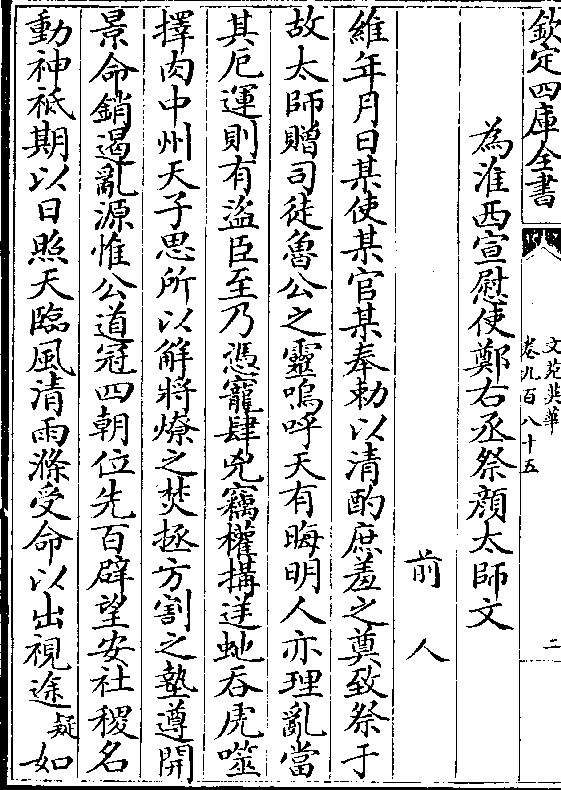 欽定四庫全書
文苑英華
卷九百八十五
二
為淮西宣慰使鄭右丞祭顔太師文
前人
維年月日某使某官某奉勅以清酌庶羞之奠致祭于
故太師贈司徒魯公之靈嗚呼天有晦明人亦理亂當
其厄運則有盜臣至乃憑寵肆兇竊權搆逆虵吞虎噬
擇肉中州天子思所以解將燎之焚拯方割之墊遵開
景命銷遏亂源惟公道冠四朝位先百辟望安社稷名
動神祗期以日照天臨風清雨滌受命以出視途疑如